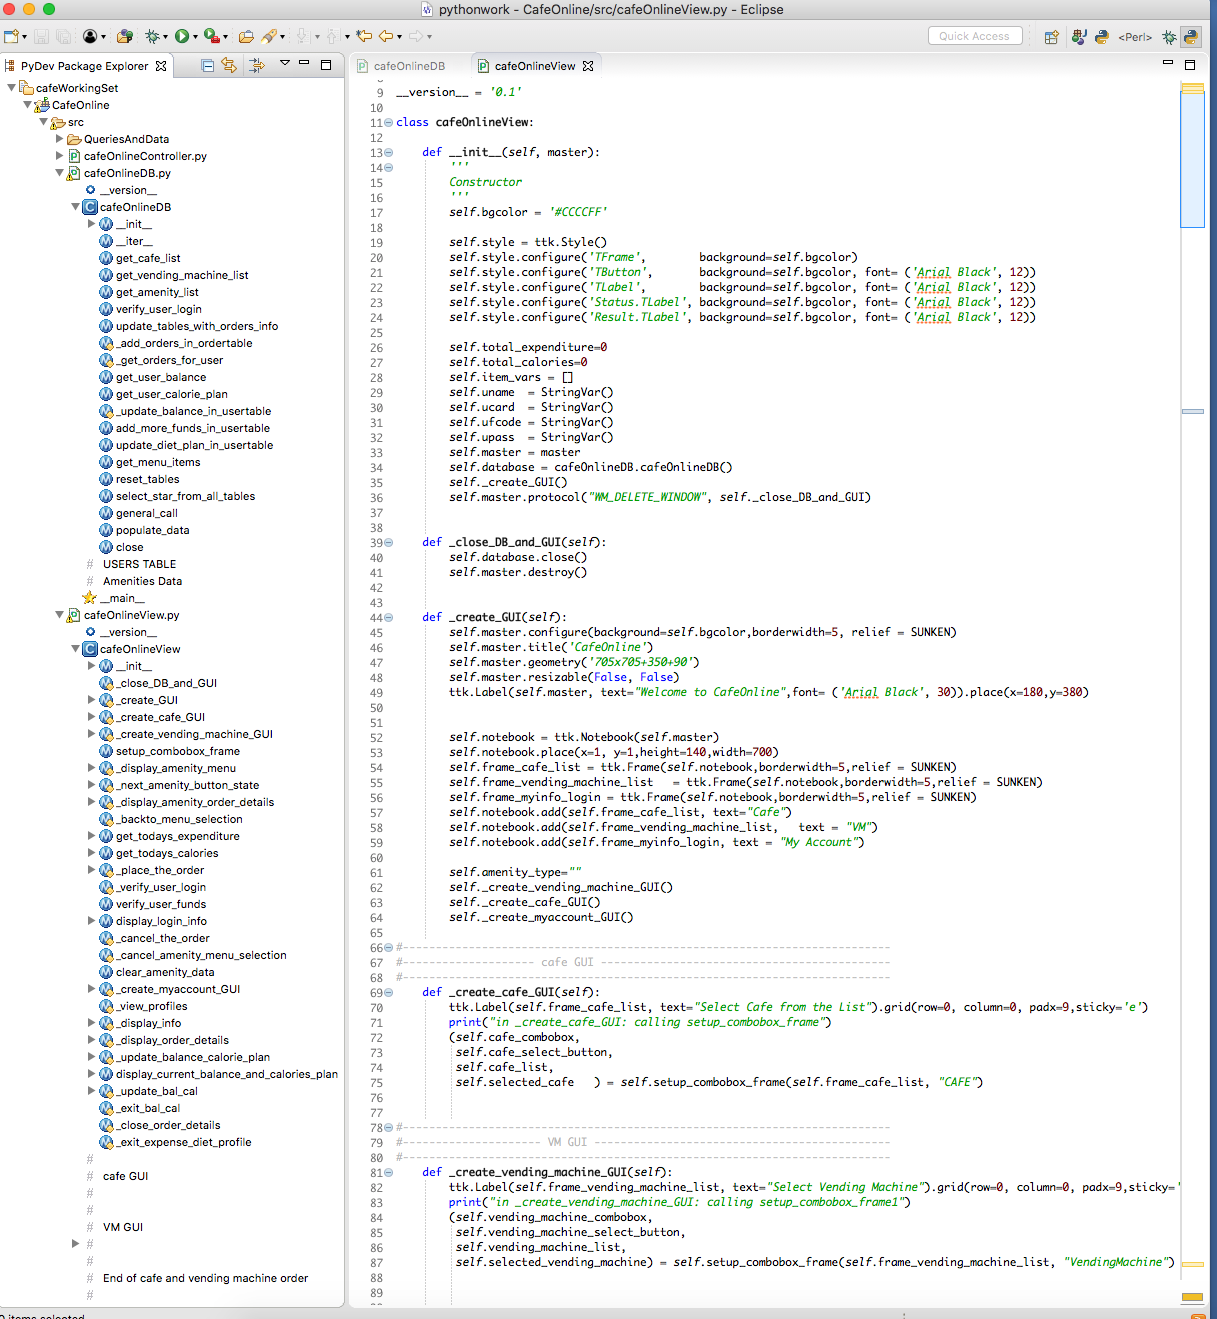 pythonwork - CafeOnline/src/cafeOnlineView.py - Eclipse
Quick Access
<Perl>
PyDev Package Explorer
cafeWorkingSet
CafeOnline
src
QueriesAndData
cafeOnlineController.py
cafeOnlineDB.py
__version__
cafeOnlineDB
__init__
__iter__
get_cafe_list
get_vending_machine_list
get_amenity_list
verify_user_login
update_tables_with_orders_info
_add_orders_in_ordertable
_get_orders_for_user
get_user_balance
get_user_calorie_plan
_update_balance_in_usertable
add_more_funds_in_usertable
update_diet_plan_in_usertable
get_menu_items
reset_tables
select_star_from_all_tables
general_call
populate_data
close
# USERS TABLE
# Amenities Data
__main__
cafeOnlineView.py
__version__
cafeOnlineView
__init__
_close_DB_and_GUI
_create_GUI
_create_cafe_GUI
_create_vending_machine_GUI
setup_combobox_frame
_display_amenity_menu
_next_amenity_button_state
_display_amenity_order_details
_backto_menu_selection
get_todays_expenditure
get_todays_calories
_place_the_order
_verify_user_login
verify_user_funds
display_login_info
_cancel_the_order
_cancel_amenity_menu_selection
clear_amenity_data
_create_myaccount_GUI
_view_profiles
_display_info
_display_order_details
_update_balance_calorie_plan
display_current_balance_and_calories_plan
_update_bal_cal
_exit_bal_cal
_close_order_details
_exit_expense_diet_profile
#
# cafe GUI
#
#
# VM GUI
#
#
# End of cafe and vending machine order
#
cafeOnlineDB
cafeOnlineView
9 __version__ = '0.1'
10
11 class cafeOnlineView:
12
13 def __init__(self, master):
14 '''
15 Constructor
16 '''
17 self.bgcolor = '#CCCCFF'
18
19 self.style = ttk.Style()
20 self.style.configure('TFrame', background=self.bgcolor)
21 self.style.configure('TButton', background=self.bgcolor, font= ('Arial Black', 12))
22 self.style.configure('TLabel', background=self.bgcolor, font= ('Arial Black', 12))
23 self.style.configure('Status.TLabel', background=self.bgcolor, font= ('Arial Black', 12))
24 self.style.configure('Result.TLabel', background=self.bgcolor, font= ('Arial Black', 12))
25
26 self.total_expenditure=0
27 self.total_calories=0
28 self.item_vars = []
29 self.uname = StringVar()
30 self.ucard = StringVar()
31 self.ufcode = StringVar()
32 self.upass = StringVar()
33 self.master = master
34 self.database = cafeOnlineDB.cafeOnlineDB()
35 self._create_GUI()
36 self.master.protocol("WM_DELETE_WINDOW", self._close_DB_and_GUI)
37
38
39 def _close_DB_and_GUI(self):
40 self.database.close()
41 self.master.destroy()
42
43
44 def _create_GUI(self):
45 self.master.configure(background=self.bgcolor,borderwidth=5, relief = SUNKEN)
46 self.master.title('CafeOnline')
47 self.master.geometry('705x705+350+90')
48 self.master.resizable(False, False)
49 ttk.Label(self.master, text="Welcome to CafeOnline",font= ('Arial Black', 30)).place(x=180,y=380)
50
51
52 self.notebook = ttk.Notebook(self.master)
53 self.notebook.place(x=1, y=1,height=140,width=700)
54 self.frame_cafe_list = ttk.Frame(self.notebook,borderwidth=5,relief = SUNKEN)
55 self.frame_vending_machine_list = ttk.Frame(self.notebook,borderwidth=5,relief = SUNKEN)
56 self.frame_myinfo_login = ttk.Frame(self.notebook,borderwidth=5,relief = SUNKEN)
57 self.notebook.add(self.frame_cafe_list, text="Cafe")
58 self.notebook.add(self.frame_vending_machine_list, text = "VM")
59 self.notebook.add(self.frame_myinfo_login, text = "My Account")
60
61 self.amenity_type=""
62 self._create_vending_machine_GUI()
63 self._create_cafe_GUI()
64 self._create_myaccount_GUI()
65
66 #--------------------------------------------------------------------------
67 #-------------------- cafe GUI --------------------------------------------
68 #--------------------------------------------------------------------------
69 def _create_cafe_GUI(self):
70 ttk.Label(self.frame_cafe_list, text="Select Cafe from the List").grid(row=0, column=0, padx=9,sticky='e')
71 print("in _create_cafe_GUI: calling setup_combobox_frame")
72 (self.cafe_combobox,
73 self.cafe_select_button,
74 self.cafe_list,
75 self.selected_cafe ) = self.setup_combobox_frame(self.frame_cafe_list, "CAFE")
76
77
78 #--------------------------------------------------------------------------
79 #--------------------- VM GUI ---------------------------------------------
80 #--------------------------------------------------------------------------
81 def _create_vending_machine_GUI(self):
82 ttk.Label(self.frame_vending_machine_list, text="Select Vending Machine").grid(row=0, column=0, padx=9,sticky='
83 print("in _create_vending_machine_GUI: calling setup_combobox_frame1")
84 (self.vending_machine_combobox,
85 self.vending_machine_select_button,
86 self.vending_machine_list,
87 self.selected_vending_machine) = self.setup_combobox_frame(self.frame_vending_machine_list, "VendingMachine")
88
89